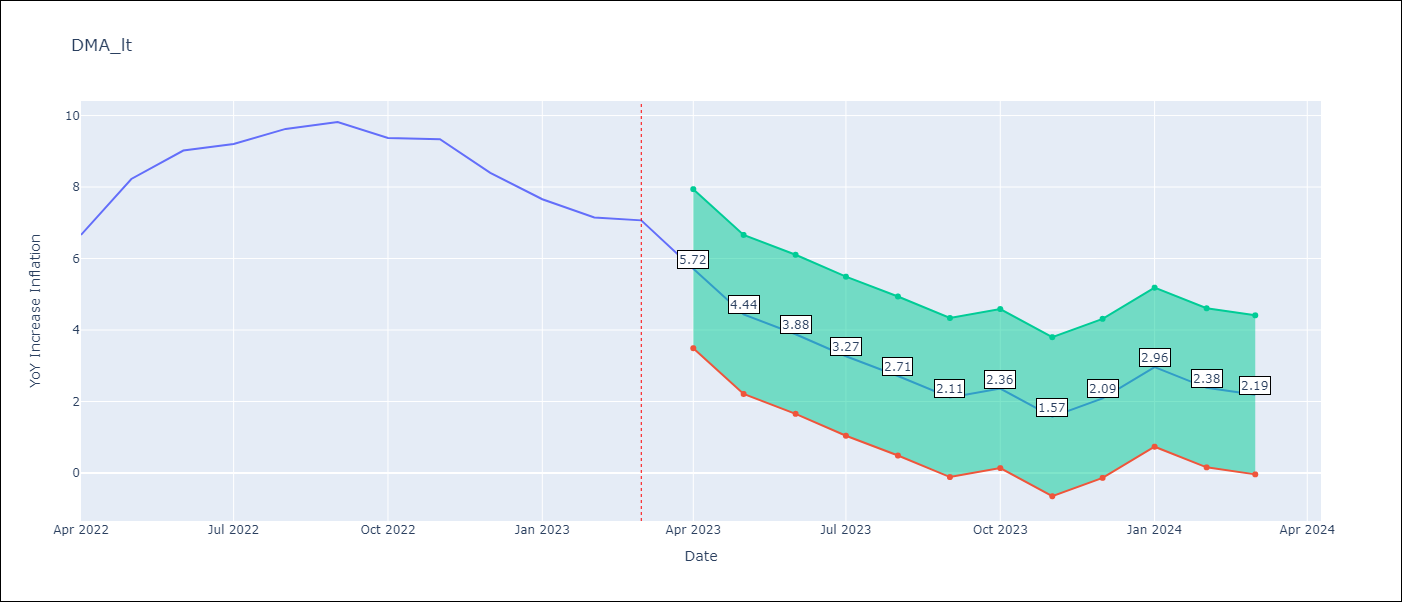 DMA_lt
YoY Increase Inflation
10
8
6
4
2
0
5.72
4.44
3.88
3.27
2.71
2.11
2.36
1.57
2.09
2.96
2.38
2.19
Apr 2022
Jul 2022
Oct 2022
Jan 2023
Apr 2023
Jul 2023
Oct 2023
Jan 2024
Apr 2024
Date